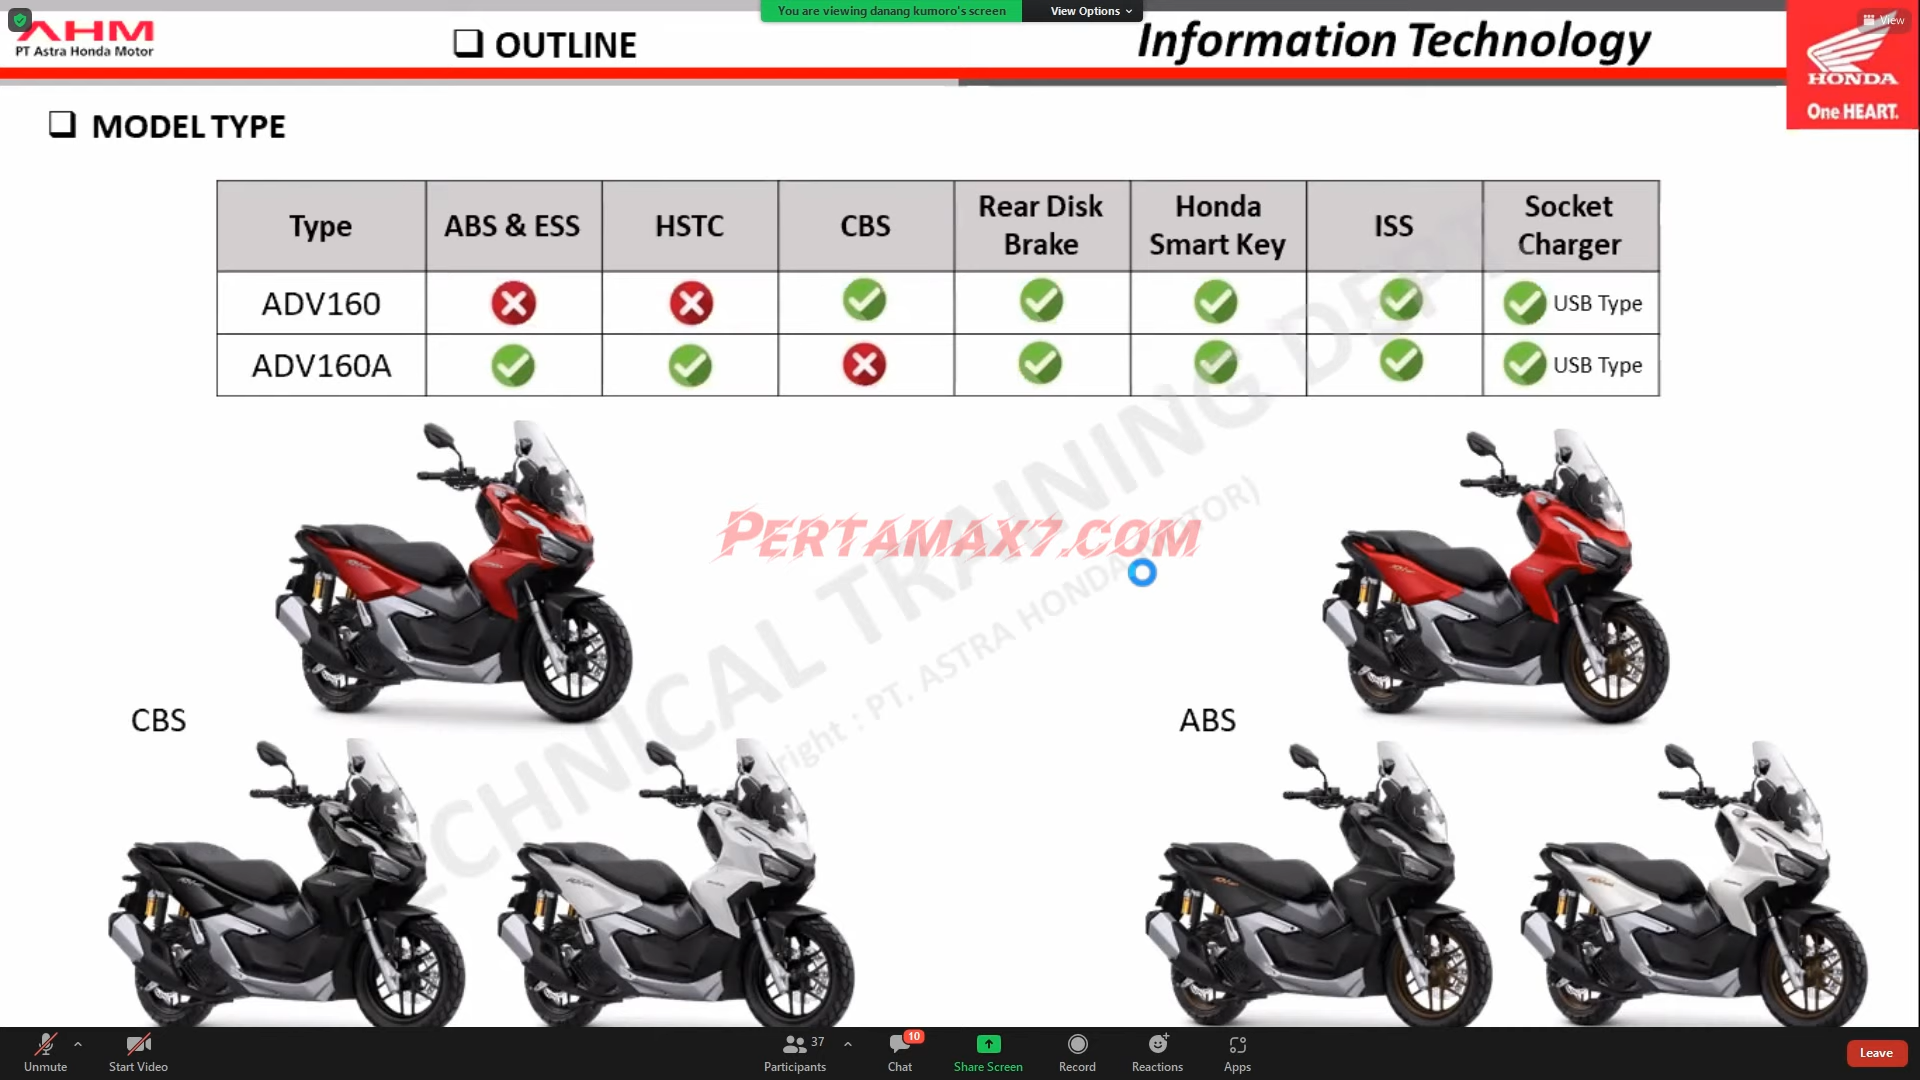 You are viewing danang kumoro's screen
View Options
View
AHM
PT Astra Honda Motor
OUTLINE
Information Technology
HONDA
One HEART.
MODEL TYPE
Type
ABS & ESS
HSTC
CBS
Rear Disk Brake
Honda Smart Key
ISS
Socket Charger
ADV160
USB Type
ADV160A
USB Type
PERTAMAX7.COM
CBS
ABS
Unmute
Start Video
37
Participants
10
Chat
Share Screen
Record
Reactions
Apps
Leave